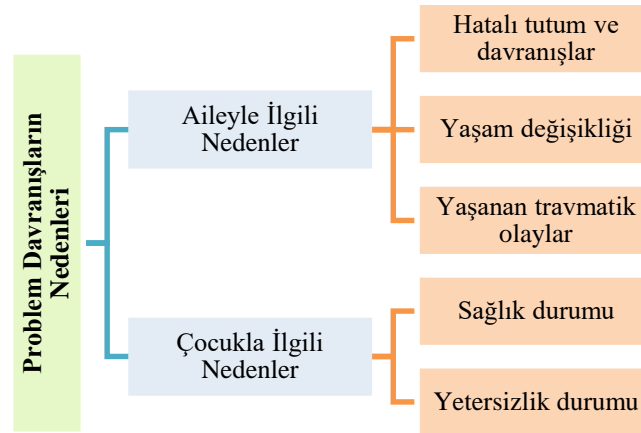 Problem Davranışların
Nedenleri
Aileyle İlgili
Nedenler
Hatalı tutum ve
davranışlar
Yaşam değişikliği
Yaşanan travmatik
olaylar
Çocukla İlgili
Nedenler
Sağlık durumu
Yetersizlik durumu